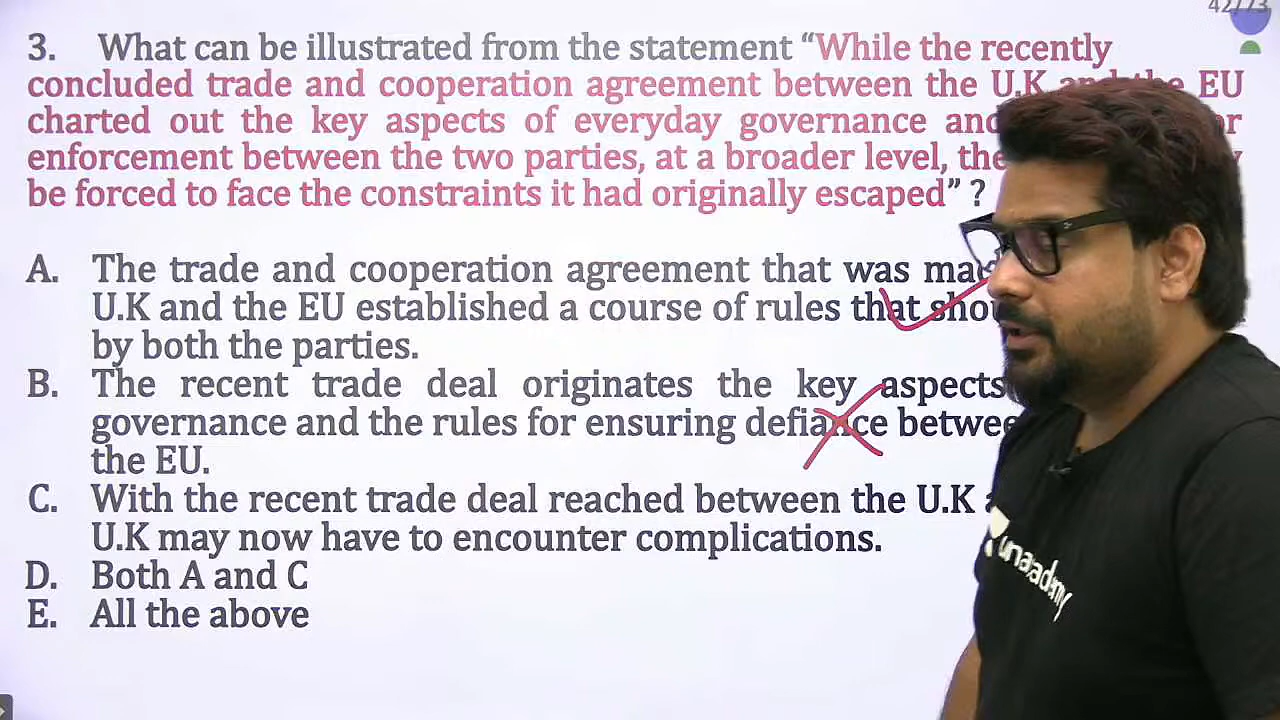 42/73
3. What can be illustrated from the statement “While the recently
concluded trade and cooperation agreement between the U.K and the EU
charted out the key aspects of everyday governance and
enforcement between the two parties, at a broader level,
be forced to face the constraints it had originally escaped” ?
A. The trade and cooperation agreement that was
U.K and the EU established a course of rules that
by both the parties.
B. The recent trade deal originates the key aspects
governance and the rules for ensuring defiance
the EU.
C. With the recent trade deal reached between the U.K
U.K may now have to encounter complications.
D. Both A and C
E. All the above
unacademy